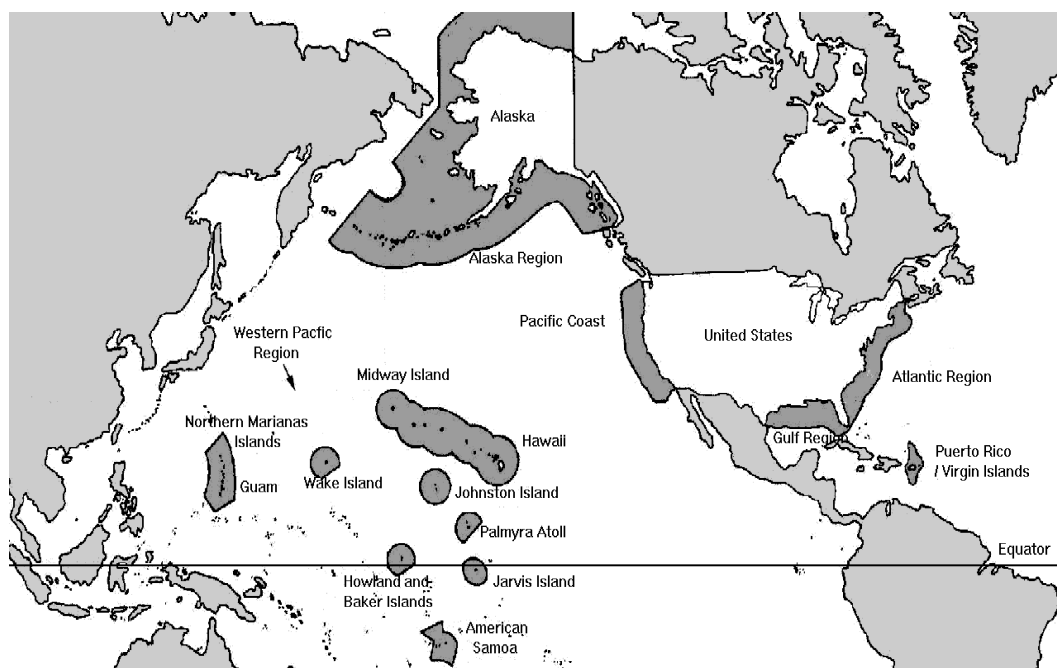 Alaska
Alaska Region
Pacific Coast
United States
Western Pacfic
Region
Atlantic Region
Midway Island
Northern Marianas
Islands
Hawaii
Gulf Region
Puerto Rico
/ Virgin Islands
Guam
Wake Island
Johnston Island
Palmyra Atoll
Equator
Howland and
Baker Islands
Jarvis Island
American
Samoa